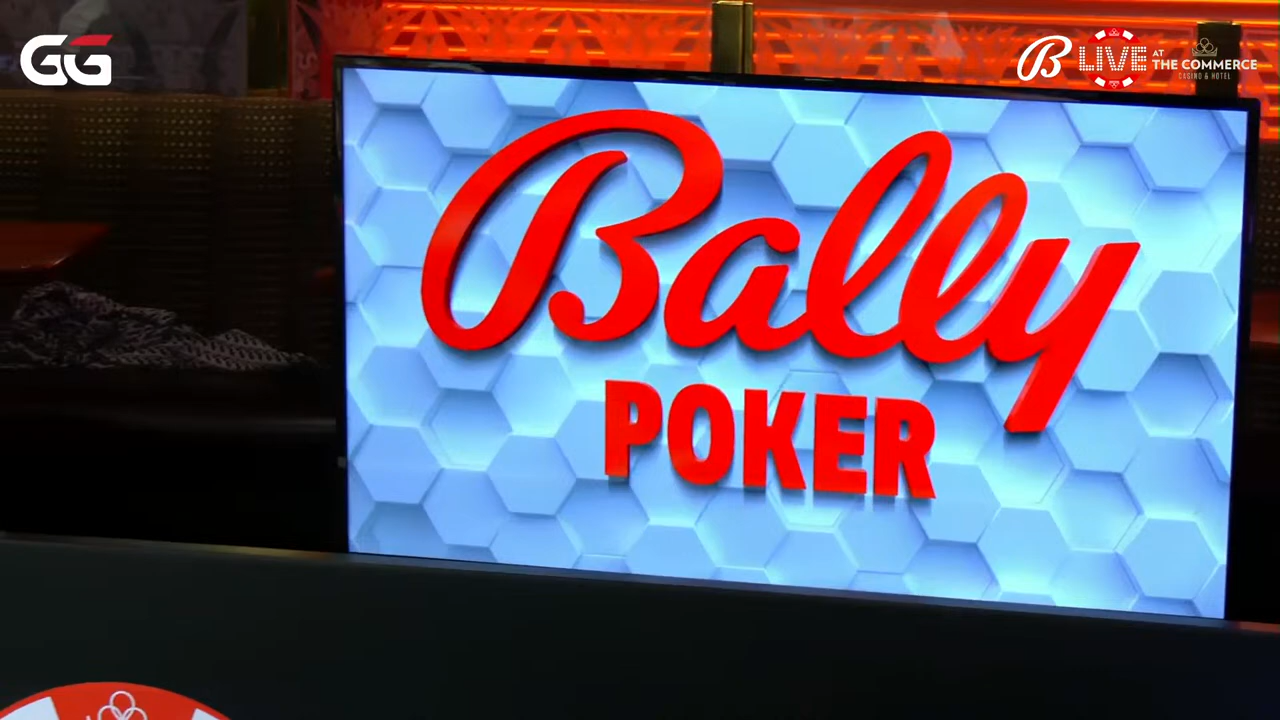 GG
B LIVE AT THE COMMERCE
CASINO & HOTEL
Bally
POKER